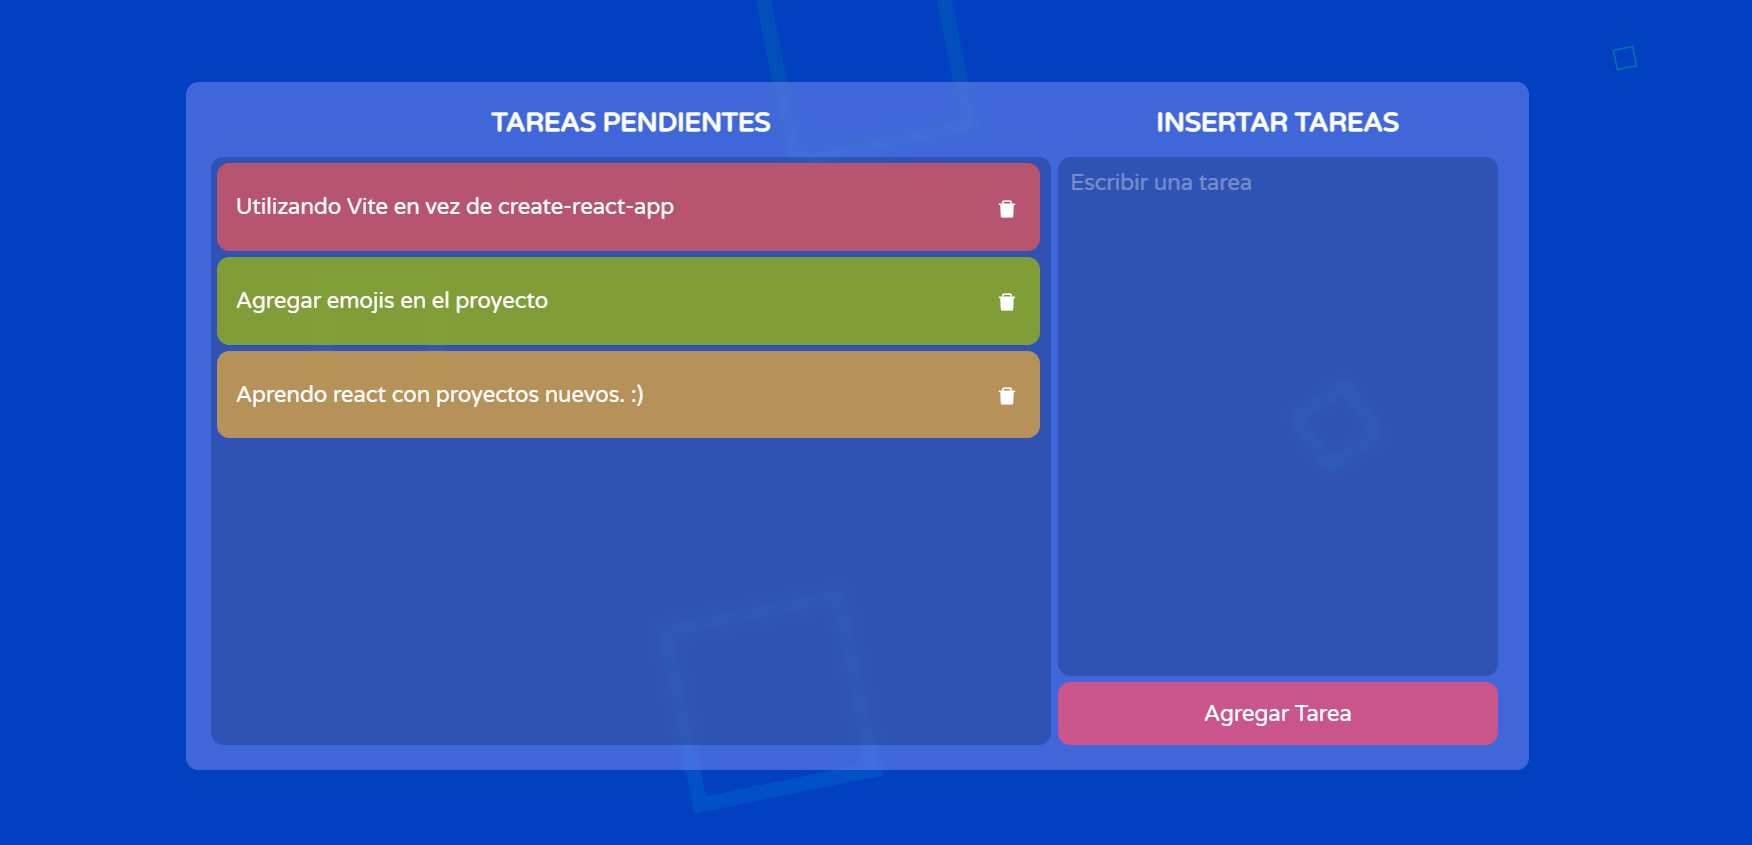 TAREAS PENDIENTES
Utilizando Vite en vez de create-react-app
Agregar emojis en el proyecto
Aprendo react con proyectos nuevos. :)
INSERTAR TAREAS
Escribir una tarea
Agregar Tarea